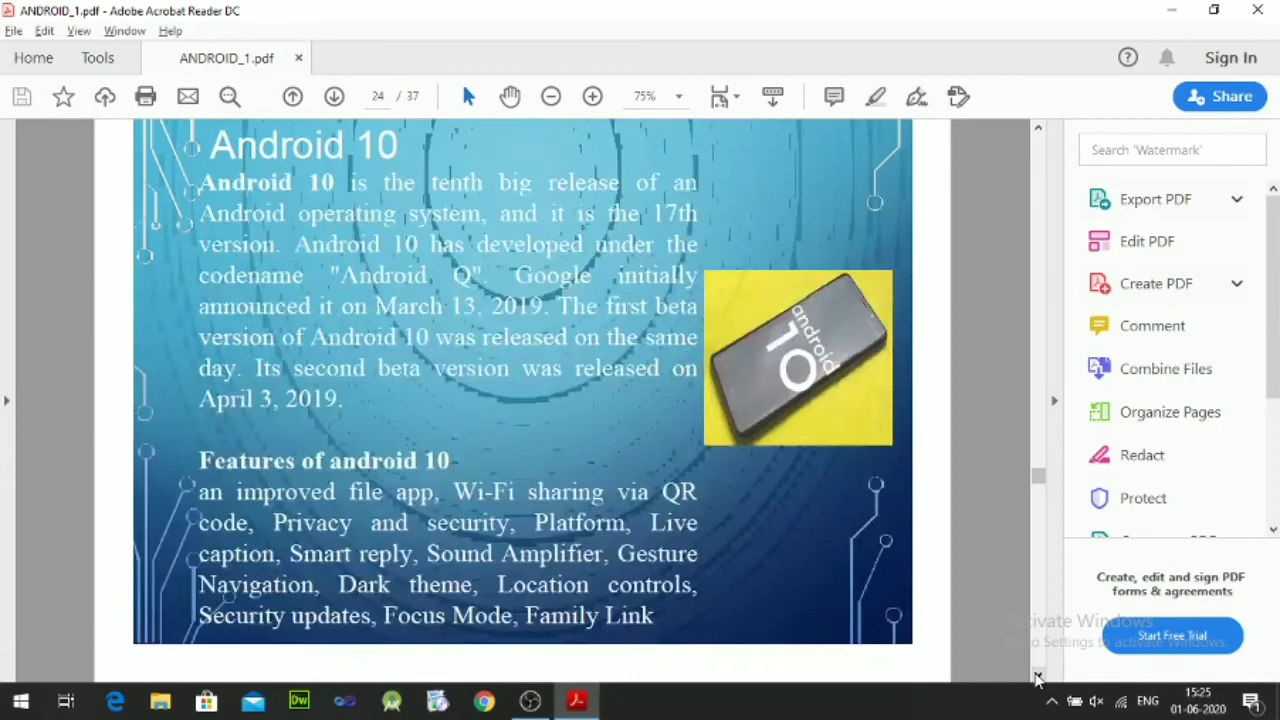 ANDROID_1.pdf - Adobe Acrobat Reader DC
File Edit View Window Help
Home Tools ANDROID_1.pdf × Sign In
24 / 37 75% Share
Android 10
Android 10 is the tenth big release of an
Android operating system, and it is the 17th
version. Android 10 has developed under the
codename "Android Q" Google initially
announced it on March 13, 2019. The first beta
version of Android 10 was released on the same
day. Its second beta version was released on
April 3, 2019.
android
10
Features of android 10
an improved file app, Wi-Fi sharing via QR
code, Privacy and security, Platform, Live
caption, Smart reply, Sound Amplifier, Gesture
Navigation, Dark theme, Location controls,
Security updates, Focus Mode, Family Link
Search 'Watermark'
Export PDF
Edit PDF
Create PDF
Comment
Combine Files
Organize Pages
Redact
Protect
Create, edit and sign PDF
forms & agreements
Activate Windows
Go to Settings to activate Windows.
Start Free Trial
Dw
ENG
15:25
01-06-2020
1